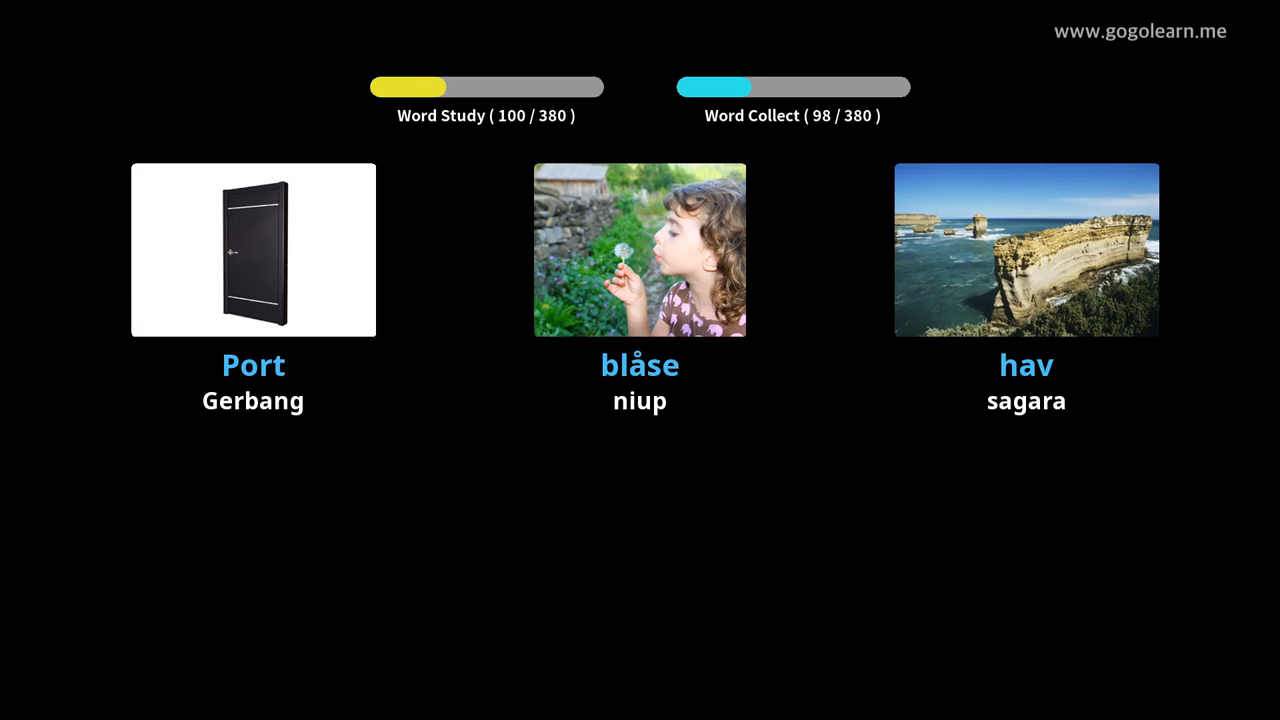 www.gogolearn.me
Word Study ( 100 / 380 )
Word Collect ( 98 / 380 )
Port
Gerbang
blåse
niup
hav
sagara